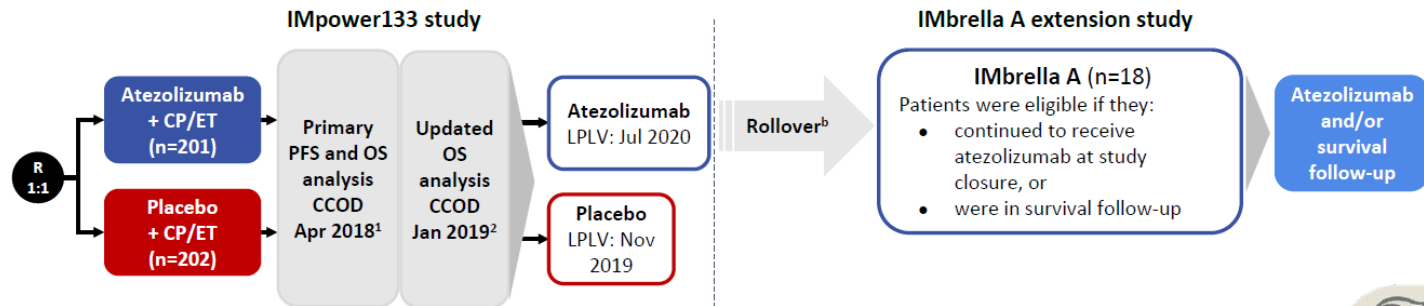 IMpower133 study
R
1:1
Atezolizumab
+ CP/ET
(n=201)
Placebo
+ CP/ET
(n=202)
Primary
PFS and OS
analysis
CCOD
Apr 2018¹
Updated
OS
analysis
CCOD
Jan 2019²
Atezolizumab
LPLV: Jul 2020
Placebo
LPLV: Nov
2019
Rolloverᵇ
IMbrella A extension study
IMbrella A (n=18)
Patients were eligible if they:
• continued to receive
atezolizumab at study
closure, or
• were in survival follow-up
Atezolizumab
and/or
survival
follow-up